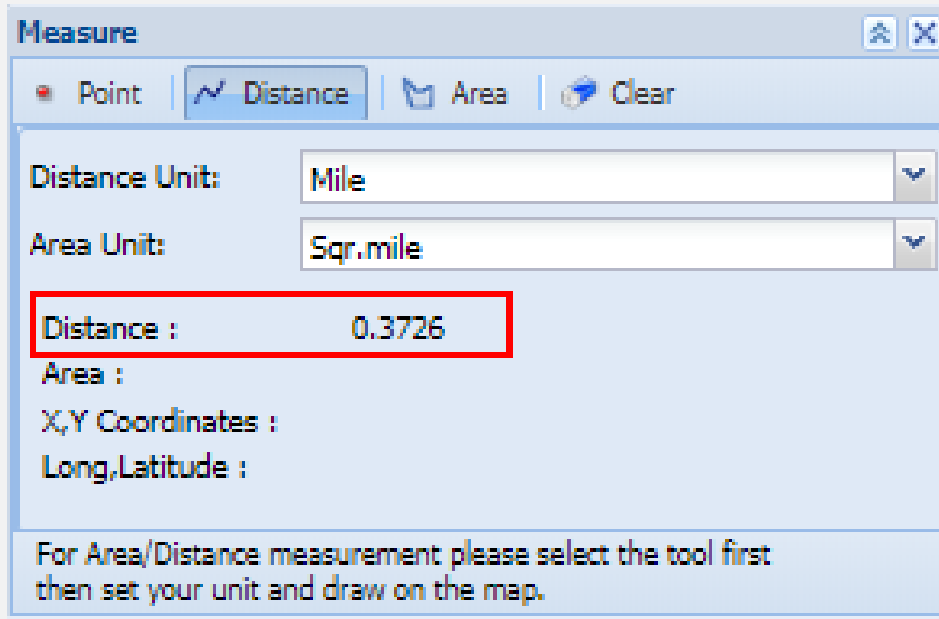 Measure
Point Distance Area Clear
Distance Unit: Mile
Area Unit: Sqr.mile
Distance : 0.3726
Area :
X,Y Coordinates :
Long,Latitude :
For Area/Distance measurement please select the tool first
then set your unit and draw on the map.